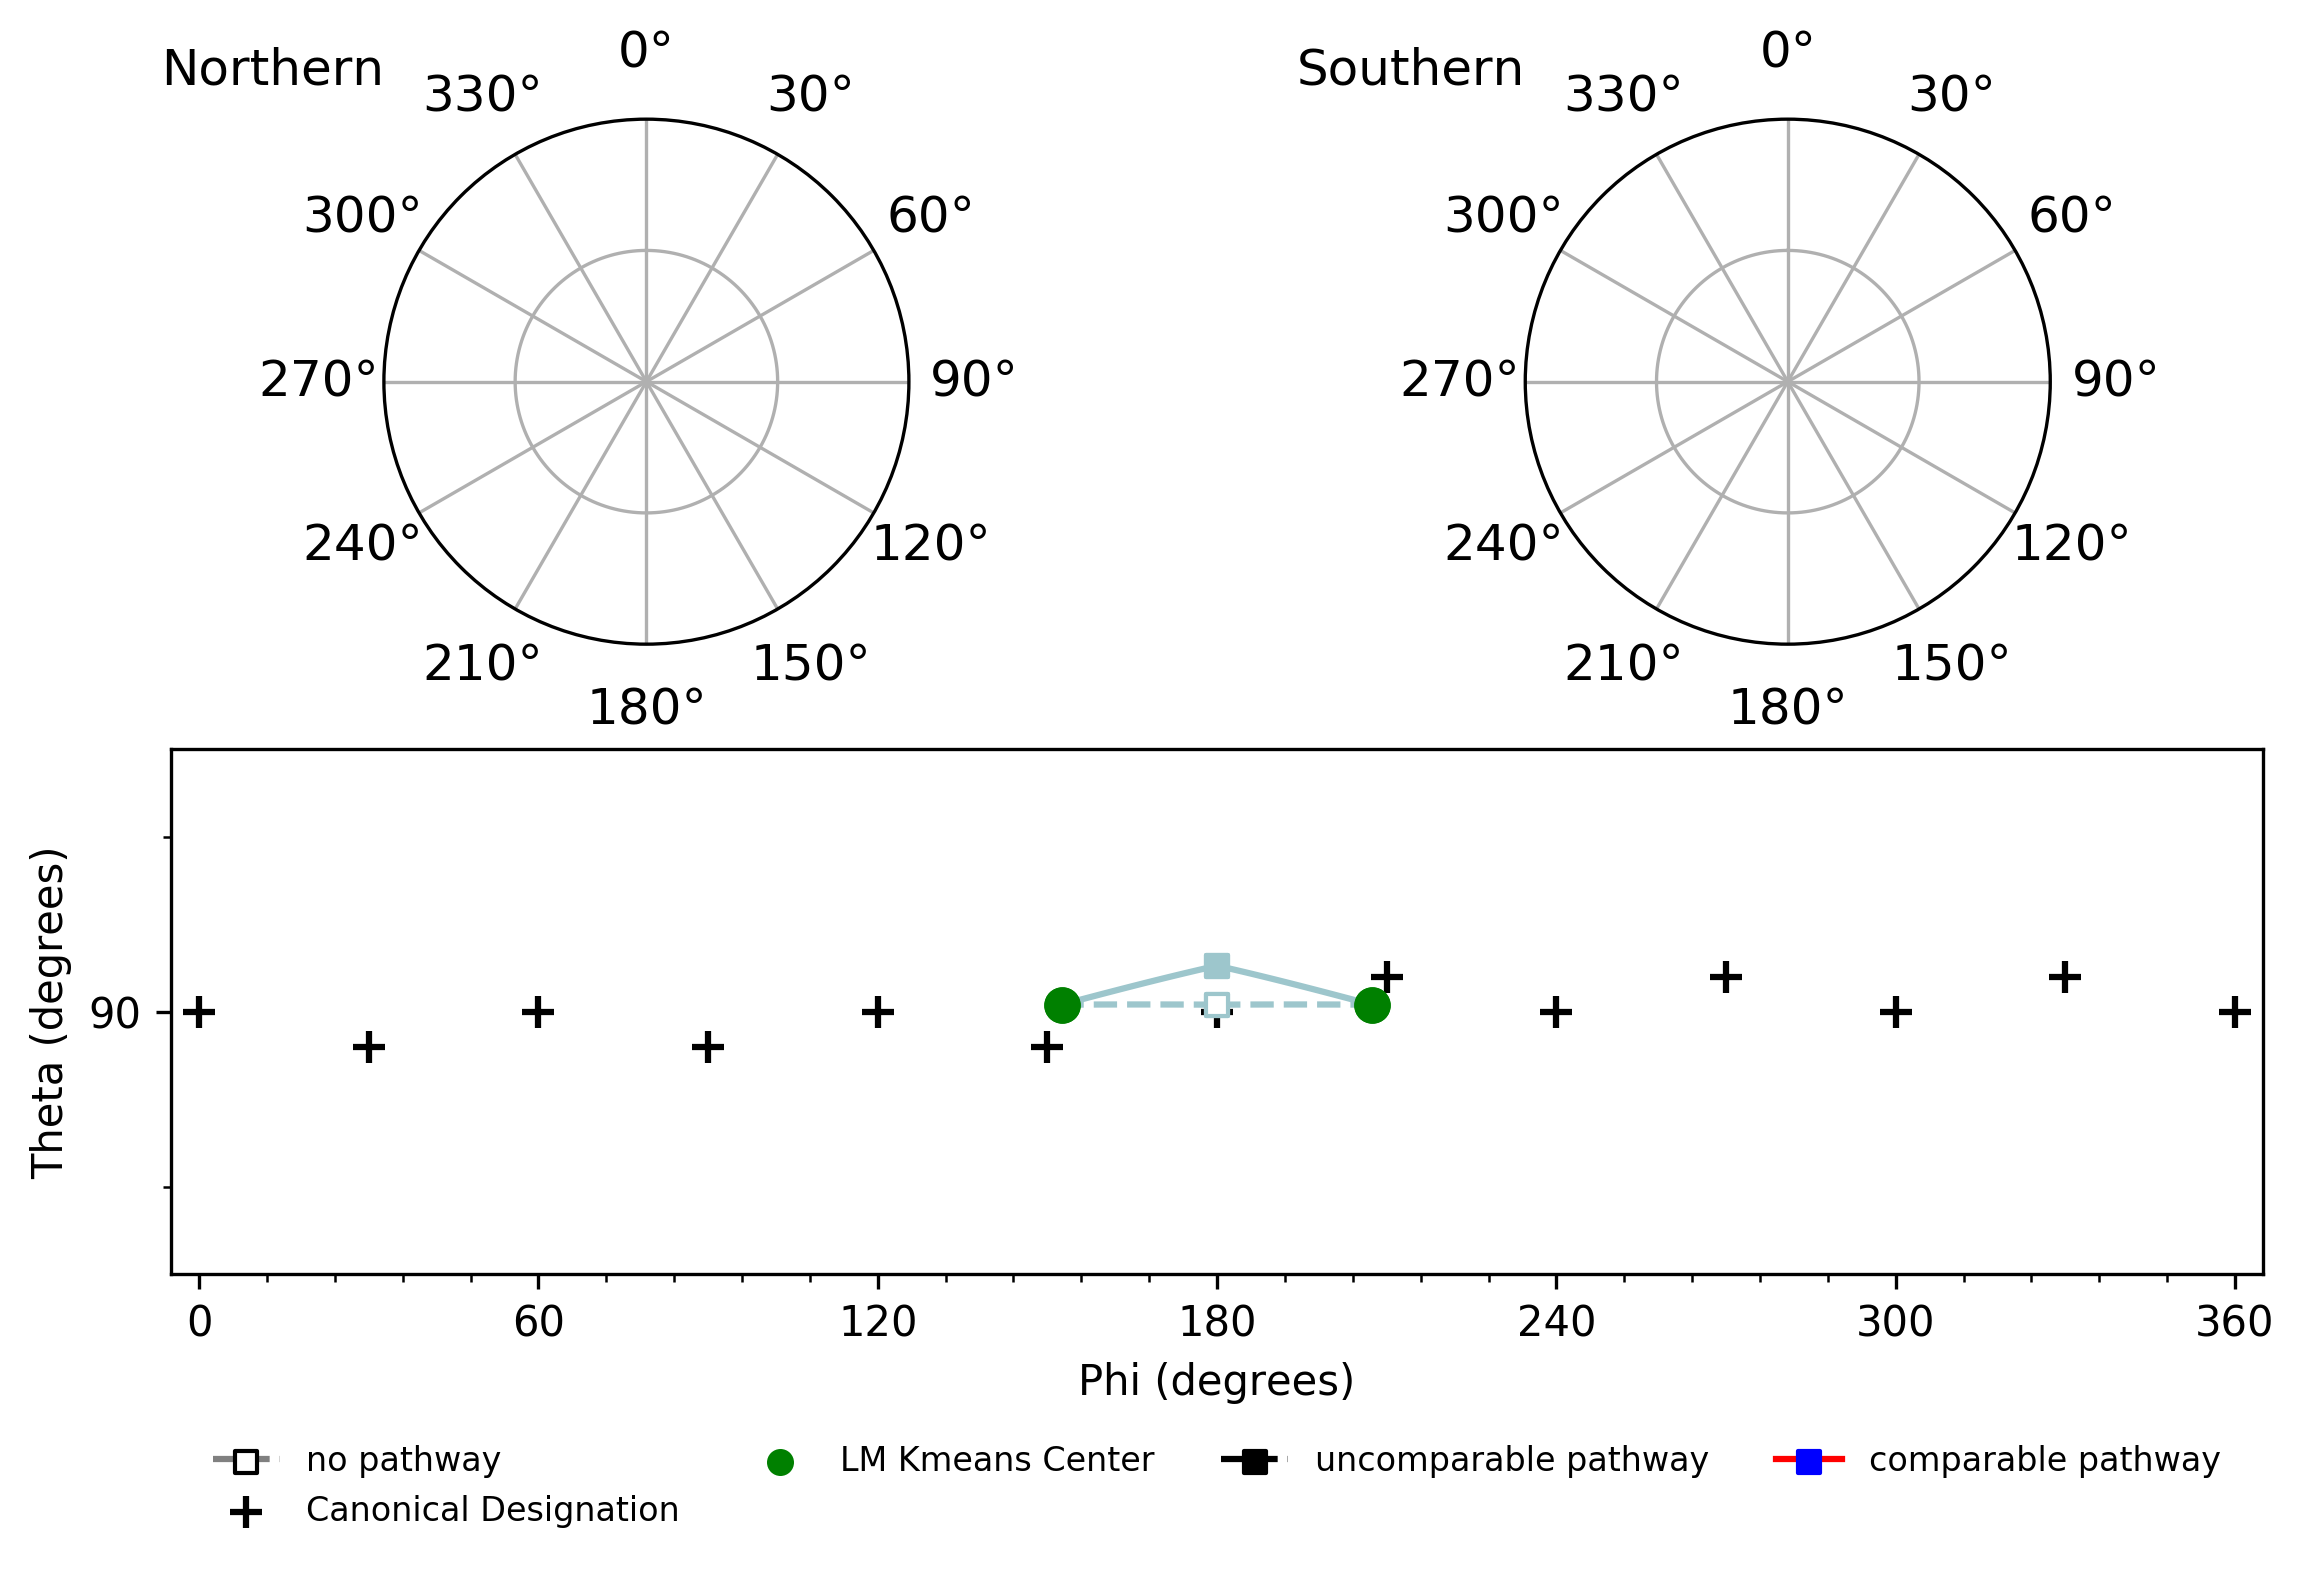 Northern
0°
330°
30°
300°
60°
270°
90°
240°
120°
210°
150°
180°
Southern
0°
330°
30°
300°
60°
270°
90°
240°
120°
210°
150°
180°
Theta (degrees)
90
0 60 120 180 240 300 360
Phi (degrees)
no pathway
Canonical Designation
LM Kmeans Center
uncomparable pathway
comparable pathway